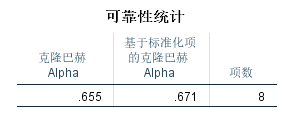 可靠性统计
克隆巴赫 Alpha
基于标准化项的克隆巴赫 Alpha
项数
.655 .671 8